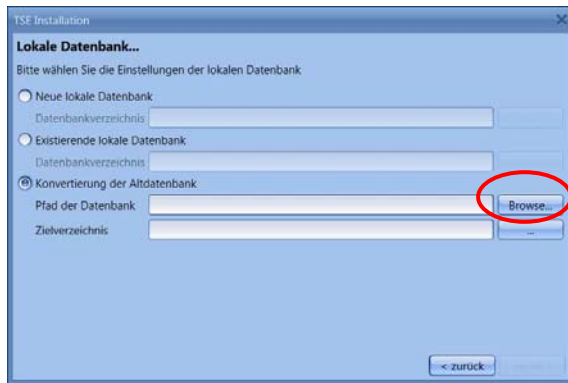 TSE Installation
Lokale Datenbank...
Bitte wählen Sie die Einstellungen der lokalen Datenbank
Neue lokale Datenbank
Datenbankverzeichnis
Existierende lokale Datenbank
Datenbankverzeichnis
Konvertierung der Altdatenbank
Pfad der Datenbank Browse...
Zielverzeichnis ...
< zurück